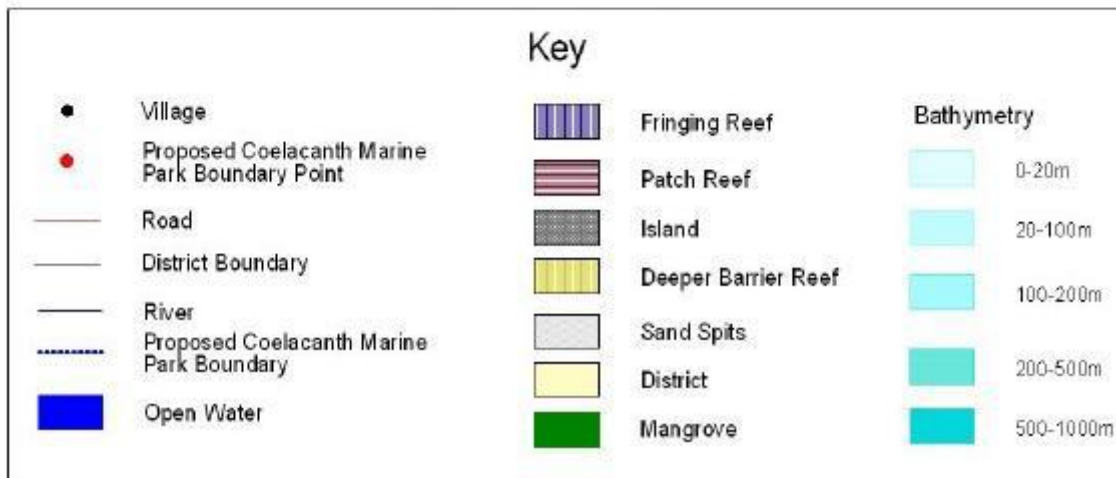 Key
Village
Proposed Coelacanth Marine
Park Boundary Point
Road
District Boundary
River
Proposed Coelacanth Marine
Park Boundary
Open Water
Fringing Reef
Patch Reef
Island
Deeper Barrier Reef
Sand Spits
District
Mangrove
Bathymetry
0-20m
20-100m
100-200m
200-500m
500-1000m